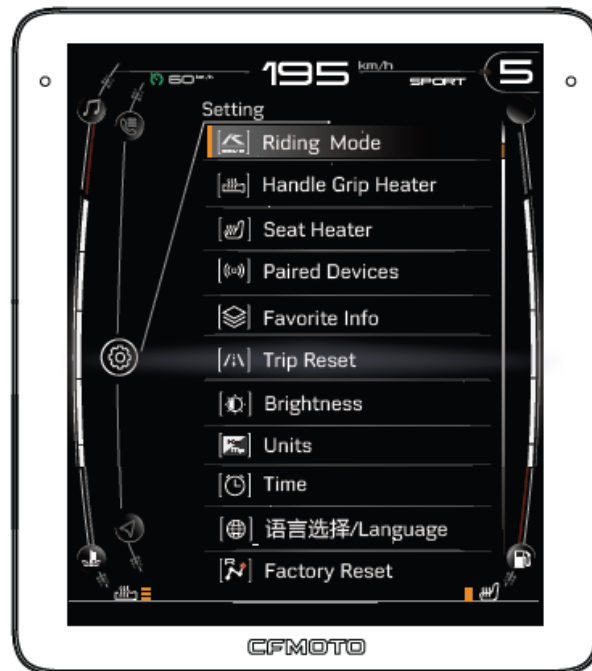 60 km/h
195 km/h
SPORT
5
Setting
Riding Mode
Handle Grip Heater
Seat Heater
Paired Devices
Favorite Info
Trip Reset
Brightness
Units
Time
语言选择/Language
Factory Reset
CFMOTO